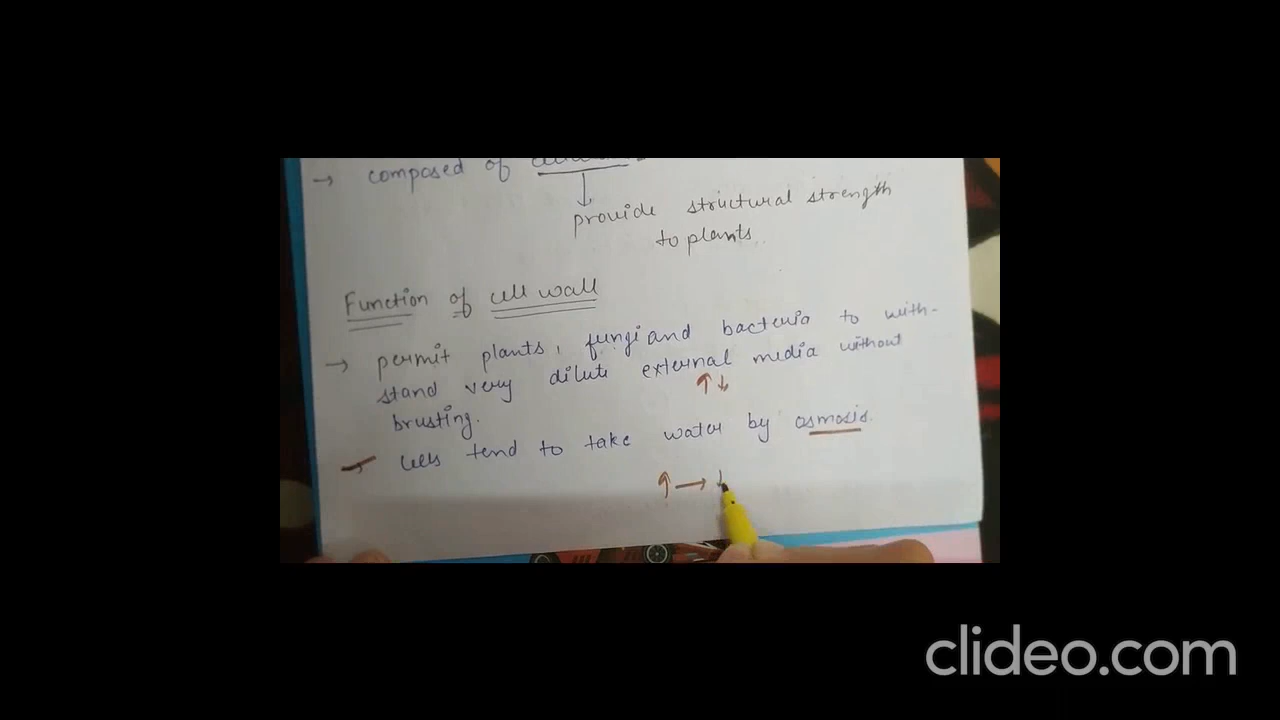 → composed of
↓
provide structural strength
to plants..
Function of cell wall
→ permit plants, fungi and bacteria to with-
stand very dilute external media without
brusting.
↑↓
→ cells tend to take water by osmosis.
↑ → ↓
clideo.com